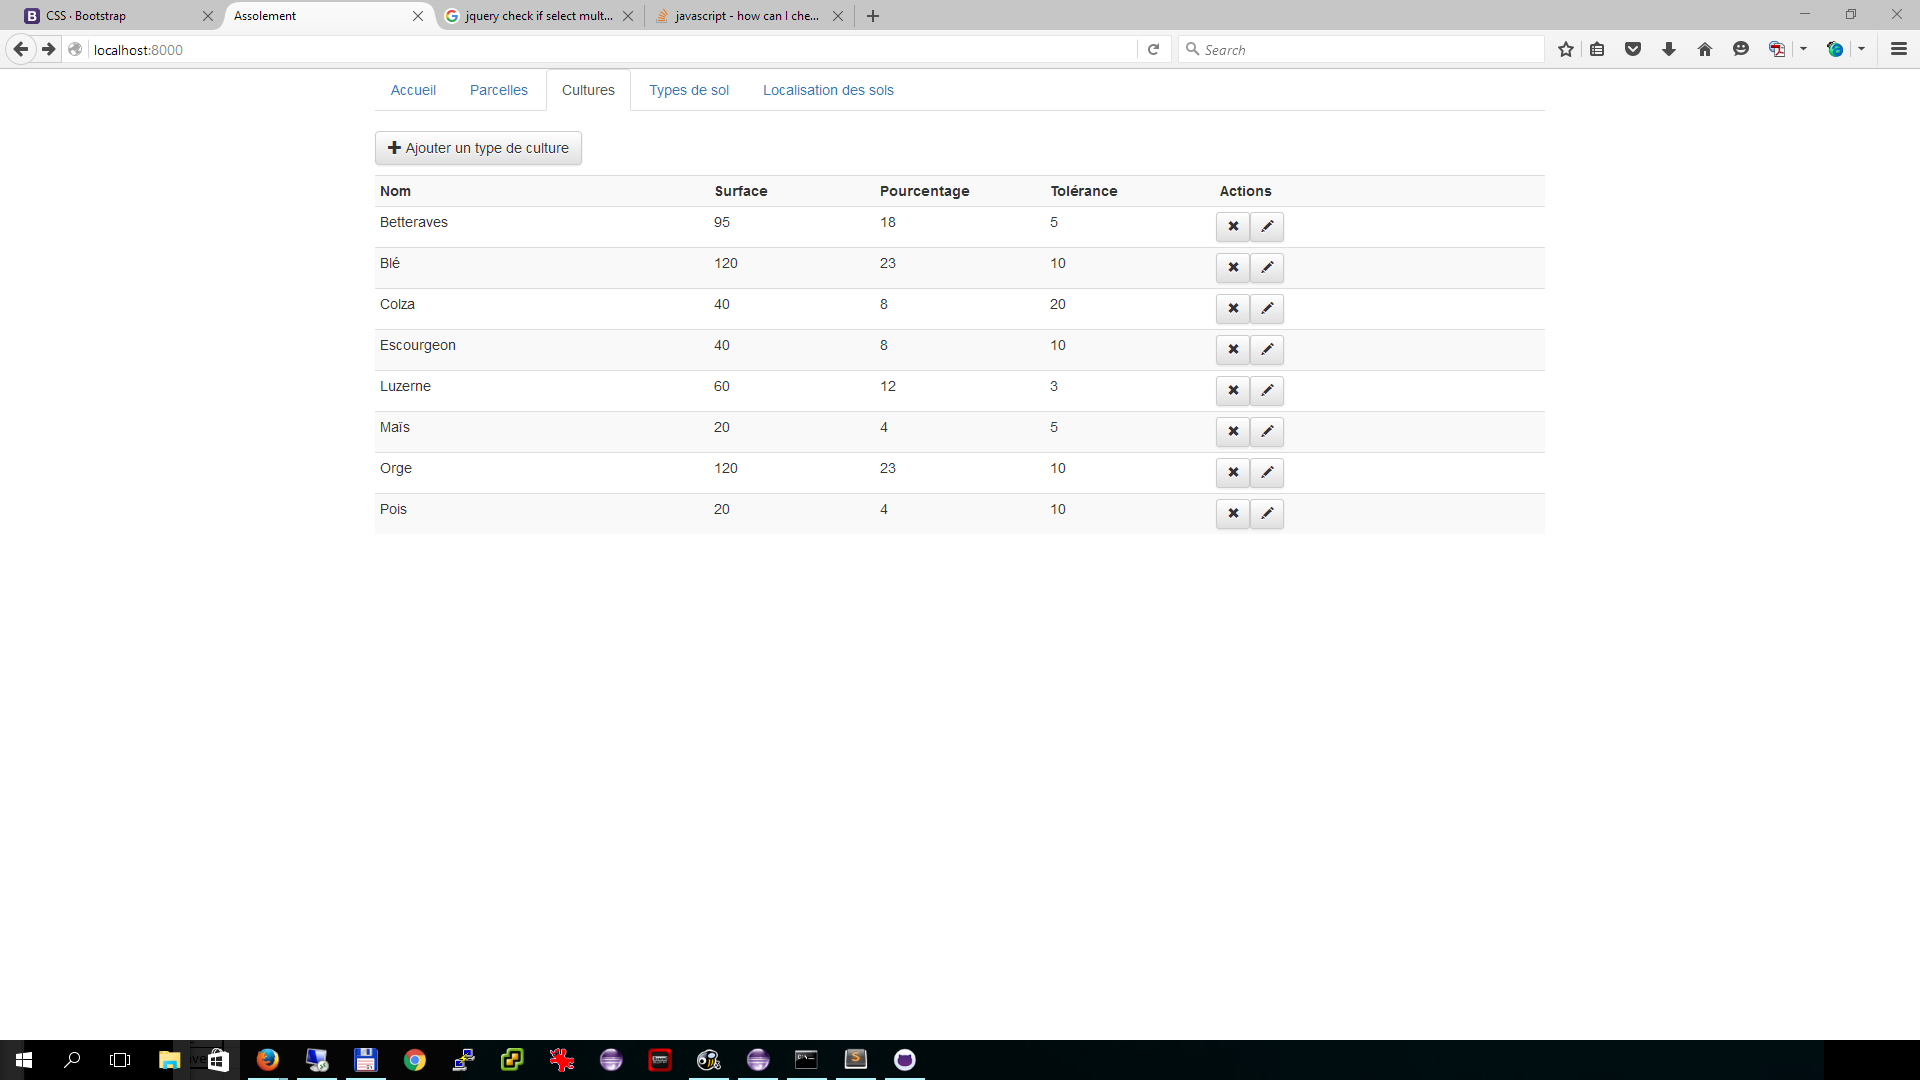 CSS · Bootstrap
Assolement
jquery check if select mult...
javascript - how can I che...
localhost:8000
Search
Accueil Parcelles Cultures Types de sol Localisation des sols
Ajouter un type de culture
Nom Surface Pourcentage Tolérance Actions
Betteraves 95 18 5
Blé 120 23 10
Colza 40 8 20
Escourgeon 40 8 10
Luzerne 60 12 3
Maïs 20 4 5
Orge 120 23 10
Pois 20 4 10